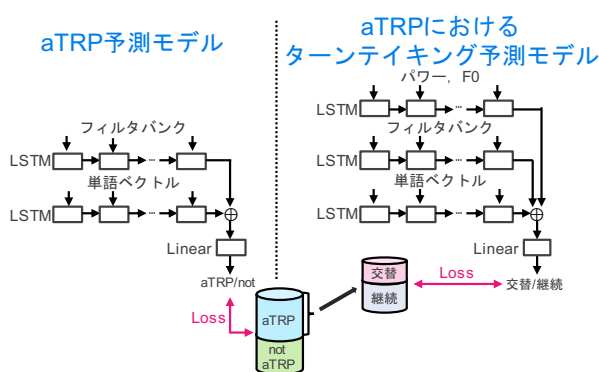 aTRP予測モデル
aTRPにおける
ターンテイキング予測モデル
パワー，F0
LSTM
フィルタバンク
LSTM
単語ベクトル
LSTM
Linear
aTRP/not
Loss
aTRP
not
aTRP
フィルタバンク
LSTM
単語ベクトル
LSTM
Linear
交替
継続
Loss
交替/継続